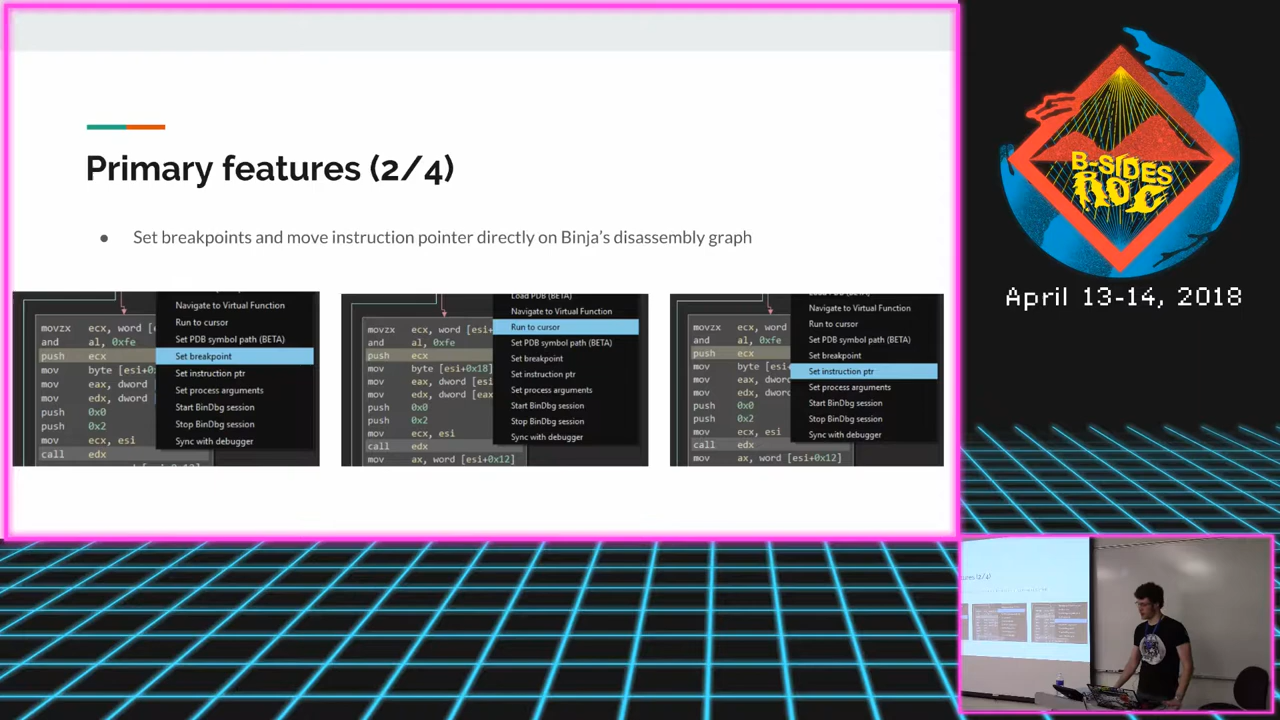 Primary features (2/4)
● Set breakpoints and move instruction pointer directly on Binja's disassembly graph
movzx ecx, word [e
and al, 0xfe
push ecx
mov byte [esi+0
mov eax, dword
mov edx, dword
push 0x0
push 0x2
mov ecx, esi
call edx
Navigate to Virtual Function
Run to cursor
Set PDB symbol path (BETA)
Set breakpoint
Set instruction ptr
Set process arguments
Start BinDbg session
Stop BinDbg session
Sync with debugger
movzx ecx, word [esi+
and al, 0xfe
push ecx
mov byte [esi+0x18]
mov eax, dword [esi
mov edx, dword [eax
push 0x0
push 0x2
mov ecx, esi
call edx
mov ax, word [esi+0x12]
Load PDB (BETA)
Navigate to Virtual Function
Run to cursor
Set PDB symbol path (BETA)
Set breakpoint
Set instruction ptr
Set process arguments
Start BinDbg session
Stop BinDbg session
Sync with debugger
movzx ecx, word [esi
and al, 0xfe
push ecx
mov byte [esi+0x
mov eax, dword
mov edx, dword
push 0x0
push 0x2
mov ecx, esi
call edx
mov ax, word [esi+0x12]
Navigate to Virtual Function
Run to cursor
Set PDB symbol path (BETA)
Set breakpoint
Set instruction ptr
Set process arguments
Start BinDbg session
Stop BinDbg session
Sync with debugger
B-SIDES
ROC
April 13-14, 2018
ures (2/4)